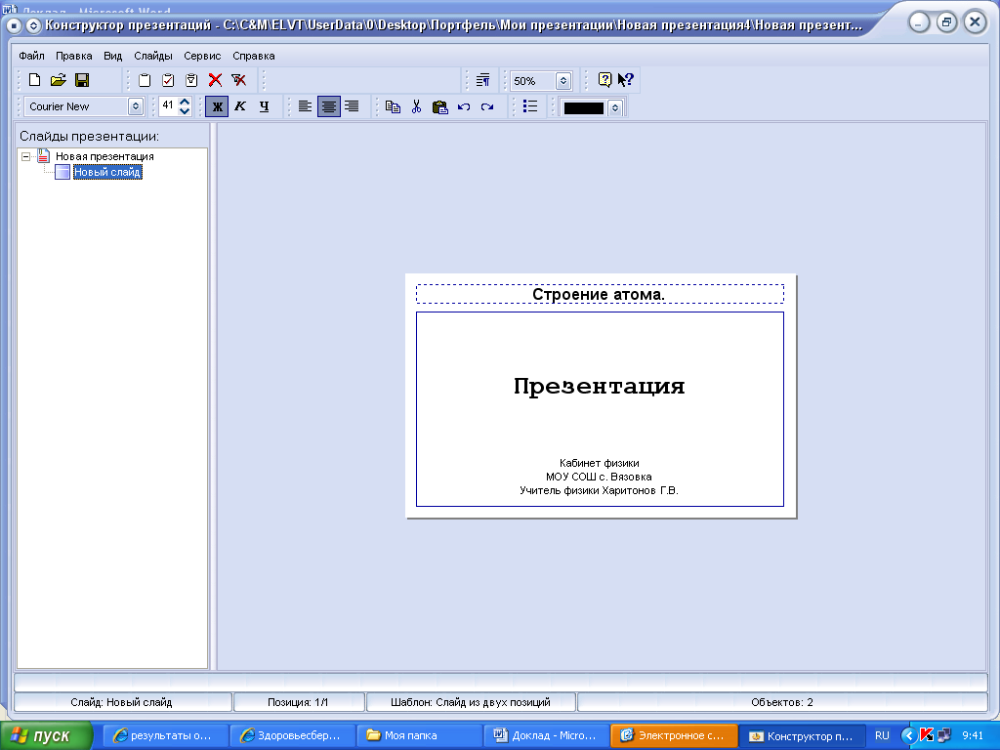 Доклад - Microsoft Word
Конструктор презентаций - C:\C&M\ELVT\UserData\0\Desktop\Портфель\Мои презентации\Новая презентация4\Новая презент...
Файл Правка Вид Слайды Сервис Справка
50%
Courier New 41 Ж К Ч
Слайды презентации:
Новая презентация
Новый слайд
Строение атома.
Презентация
Кабинет физики
МОУ СОШ с. Вязовка
Учитель физики Харитонов Г.В.
Слайд: Новый слайд Позиция: 1/1 Шаблон: Слайд из двух позиций Объектов: 2
пуск результаты о... Здоровьесбер... Моя папка Доклад - Micro... Электронное с... Конструктор п... RU 9:41